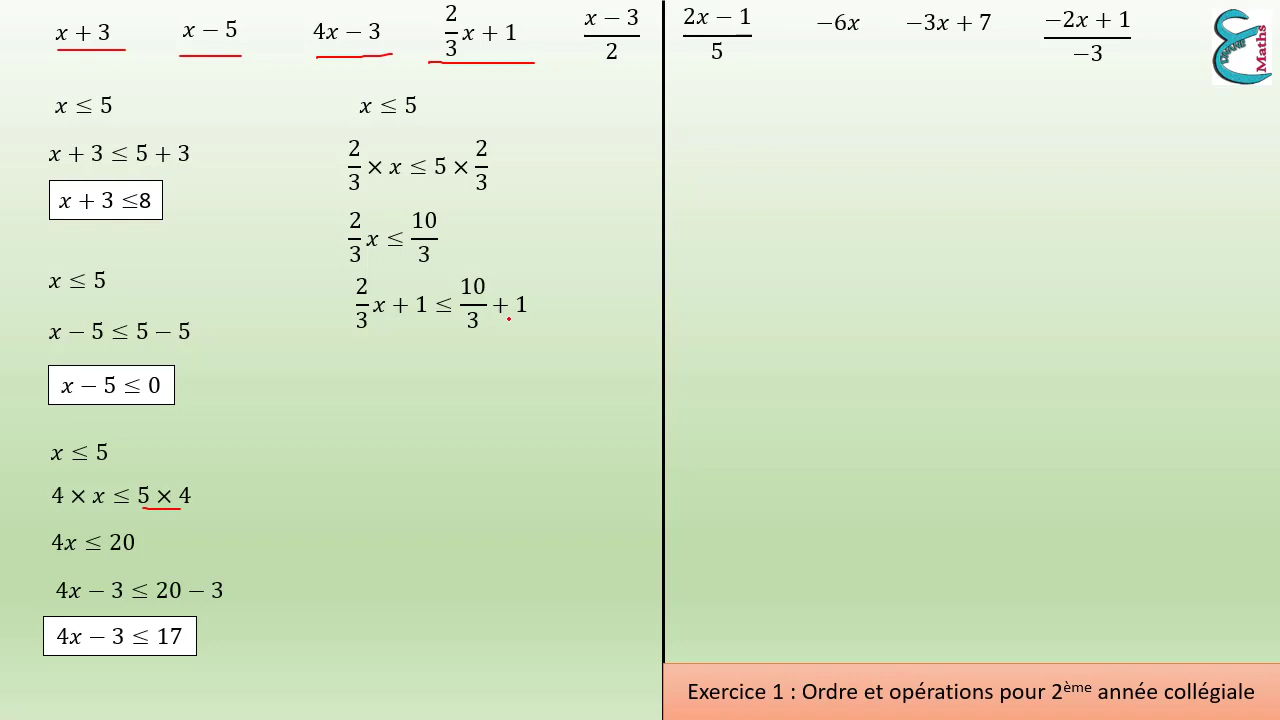 x + 3 x − 5 4x − 3 2/3 x + 1 (x − 3)/2 (2x − 1)/5 −6x −3x + 7 (−2x + 1)/−3
Maths
x ≤ 5
x + 3 ≤ 5 + 3
x + 3 ≤8
x ≤ 5
x − 5 ≤ 5 − 5
x − 5 ≤ 0
x ≤ 5
4 × x ≤ 5 × 4
4x ≤ 20
4x − 3 ≤ 20 − 3
4x − 3 ≤ 17
x ≤ 5
2/3 × x ≤ 5 × 2/3
2/3 x ≤ 10/3
2/3 x + 1 ≤ 10/3 + 1
Exercice 1 : Ordre et opérations pour 2ème année collégiale